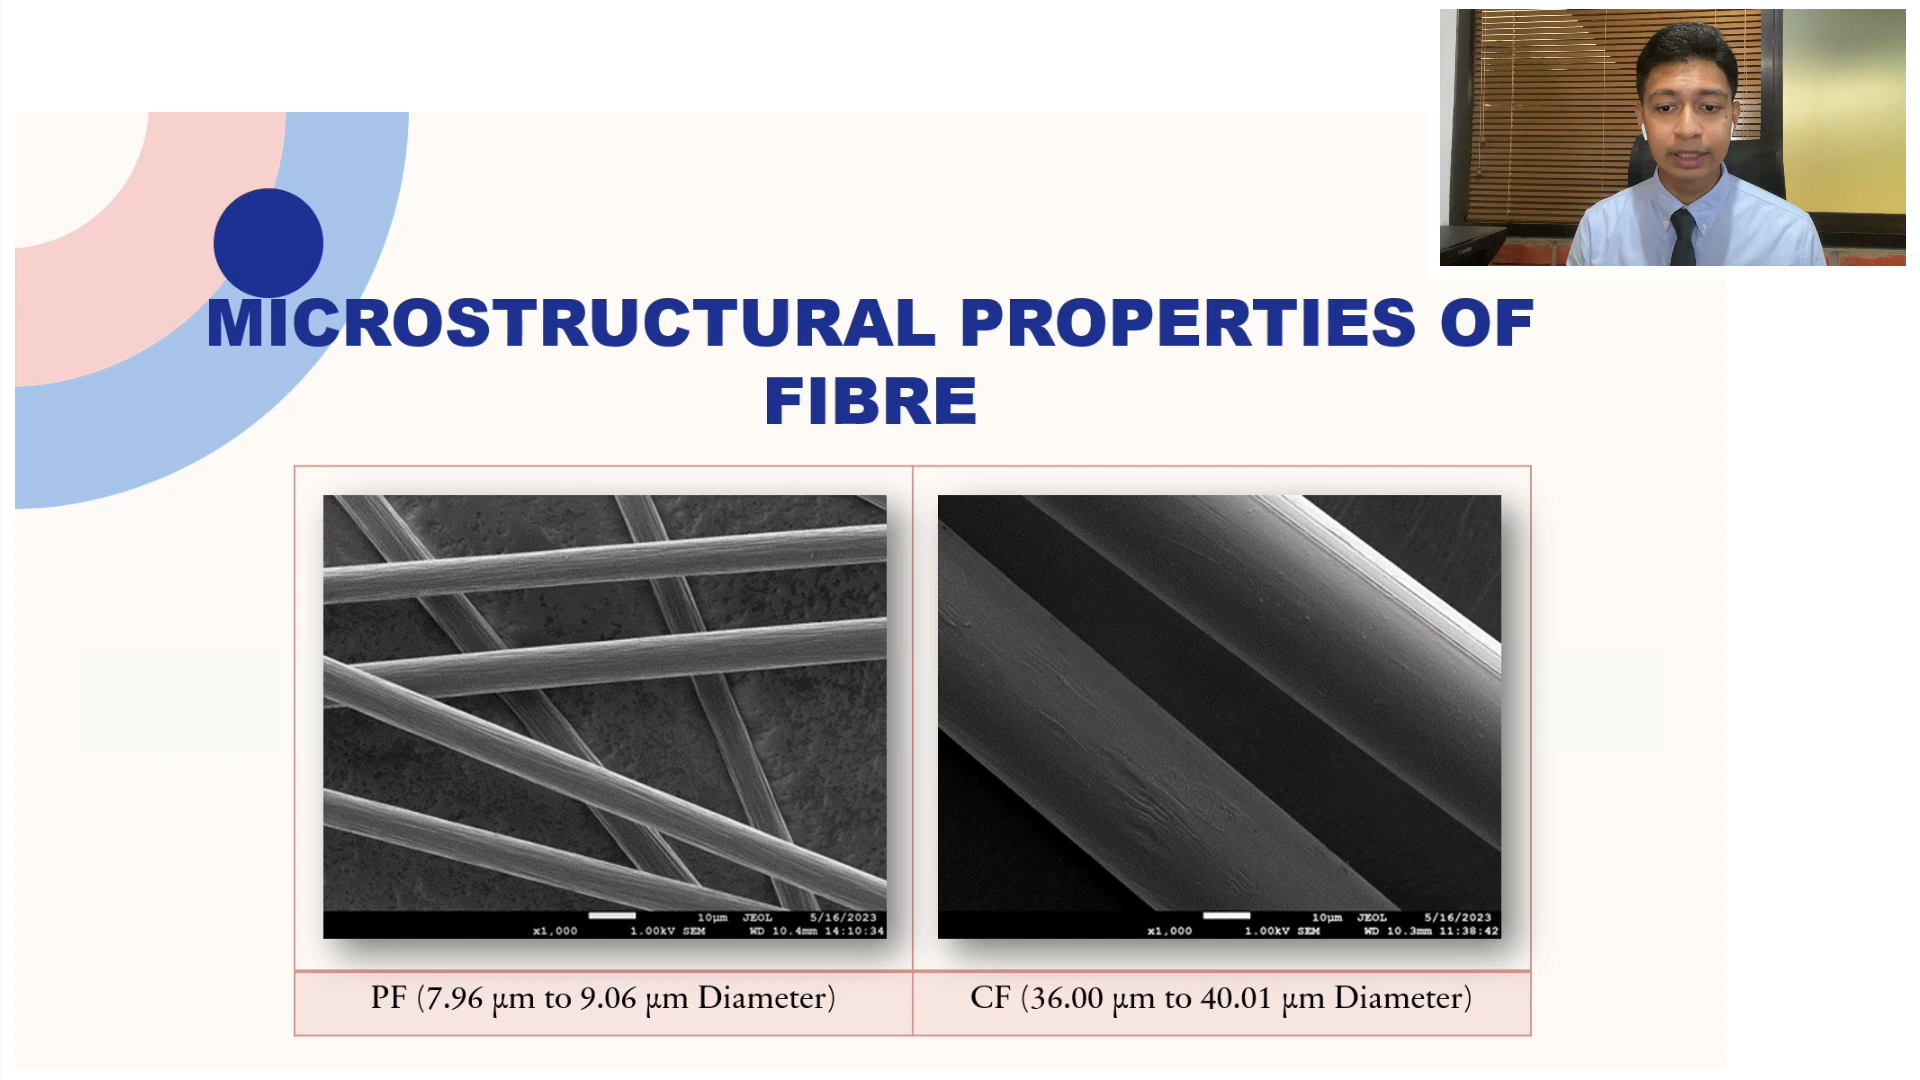 MICROSTRUCTURAL PROPERTIES OF
FIBRE
10μm JEOL 5/16/2023
x1,000 1.00kV SEM WD 10.4mm 14:10:34
10μm JEOL 5/16/2023
x1,000 1.00kV SEM WD 10.3mm 11:38:42
PF (7.96 μm to 9.06 μm Diameter)
CF (36.00 μm to 40.01 μm Diameter)